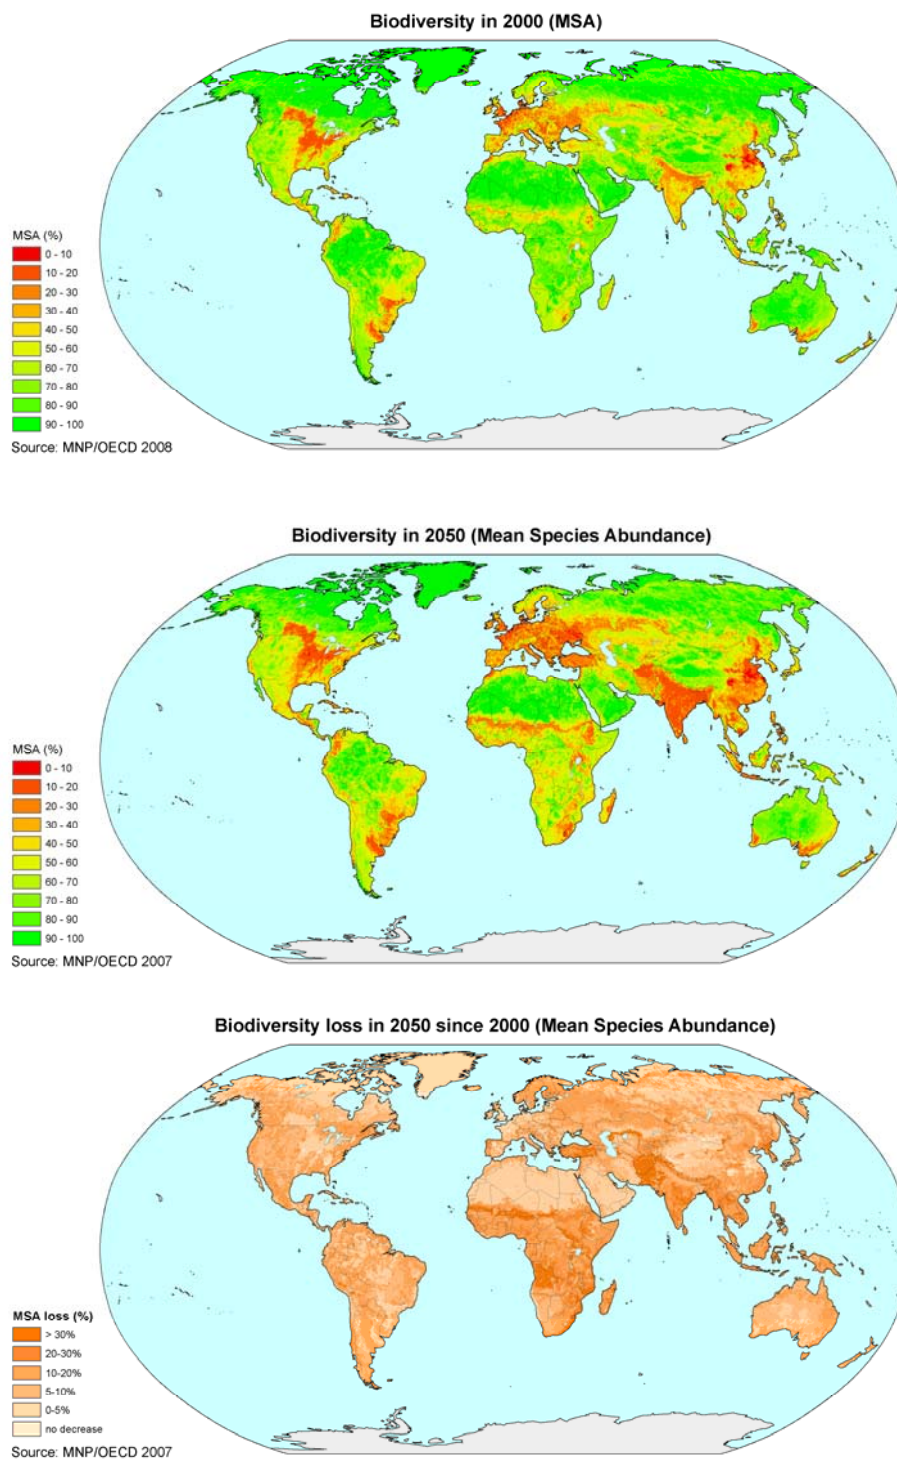 Biodiversity in 2000 (MSA)
MSA (%)
0 - 10
10 - 20
20 - 30
30 - 40
40 - 50
50 - 60
60 - 70
70 - 80
80 - 90
90 - 100
Source: MNP/OECD 2008
Biodiversity in 2050 (Mean Species Abundance)
MSA (%)
0 - 10
10 - 20
20 - 30
30 - 40
40 - 50
50 - 60
60 - 70
70 - 80
80 - 90
90 - 100
Source: MNP/OECD 2007
Biodiversity loss in 2050 since 2000 (Mean Species Abundance)
MSA loss (%)
> 30%
20-30%
10-20%
5-10%
0-5%
no decrease
Source: MNP/OECD 2007